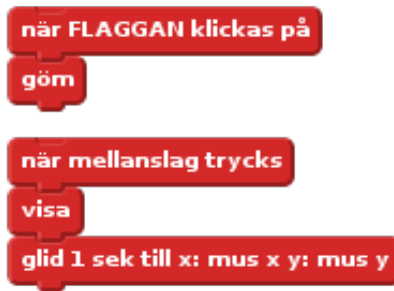 när FLAGGAN klickas på
göm
när mellanslag trycks
visa
glid 1 sek till x: mus x y: mus y